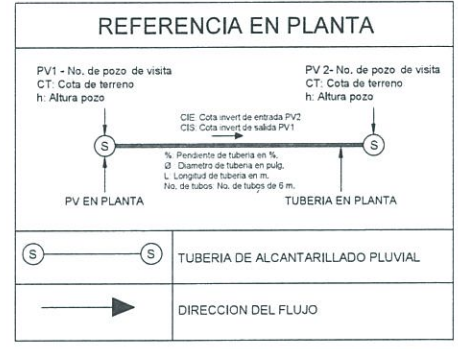 REFERENCIA EN PLANTA
PV1 - No. de pozo de visita
CT: Cota de terreno
h: Altura pozo
PV 2- No. de pozo de visita
CT: Cota de terreno
h: Altura pozo
CIE: Cota invert de entrada PV2
CIS: Cota invert de salida PV1
S
S
%: Pendiente de tuberia en %.
Ø Diametro de tuberia en pulg.
L Longitud de tuberia en m.
No. de tubos: No. de tubos de 6 m.
PV EN PLANTA
TUBERIA EN PLANTA
S
S
TUBERIA DE ALCANTARILLADO PLUVIAL
DIRECCION DEL FLUJO